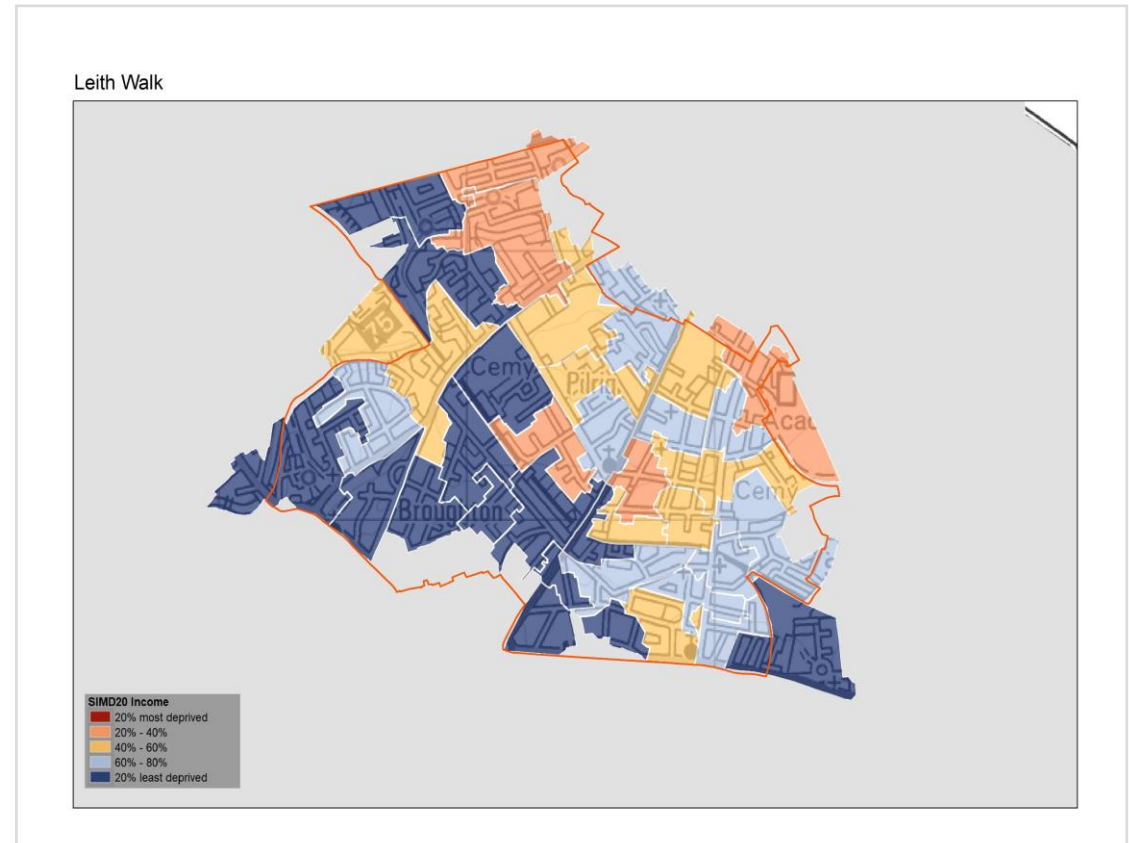 Leith Walk
75
Cemy
Pilrig
Acad
Broughton
Cemy
SIMD20 Income
20% most deprived
20% - 40%
40% - 60%
60% - 80%
20% least deprived